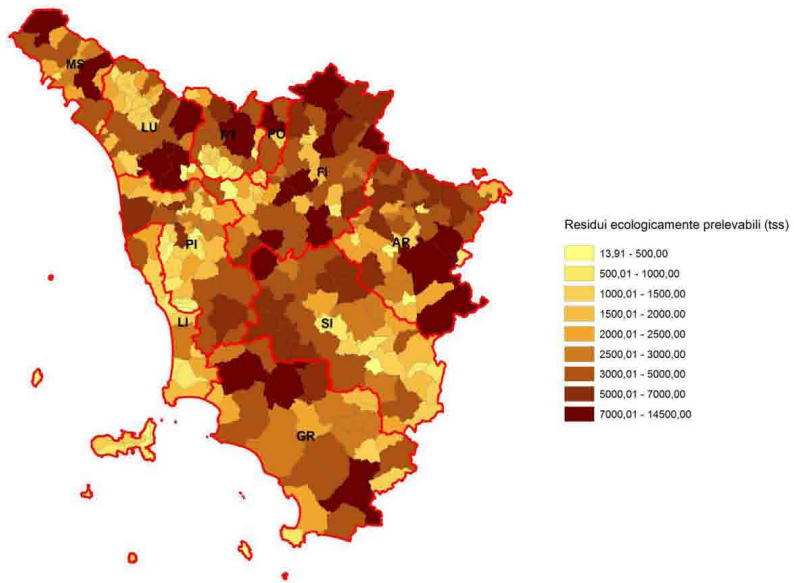 MS
LU
PT
PO
FI
PI
AR
LI
SI
GR
Residui ecologicamente prelevabili (tss)
13,91 - 500,00
500,01 - 1000,00
1000,01 - 1500,00
1500,01 - 2000,00
2000,01 - 2500,00
2500,01 - 3000,00
3000,01 - 5000,00
5000,01 - 7000,00
7000,01 - 14500,00